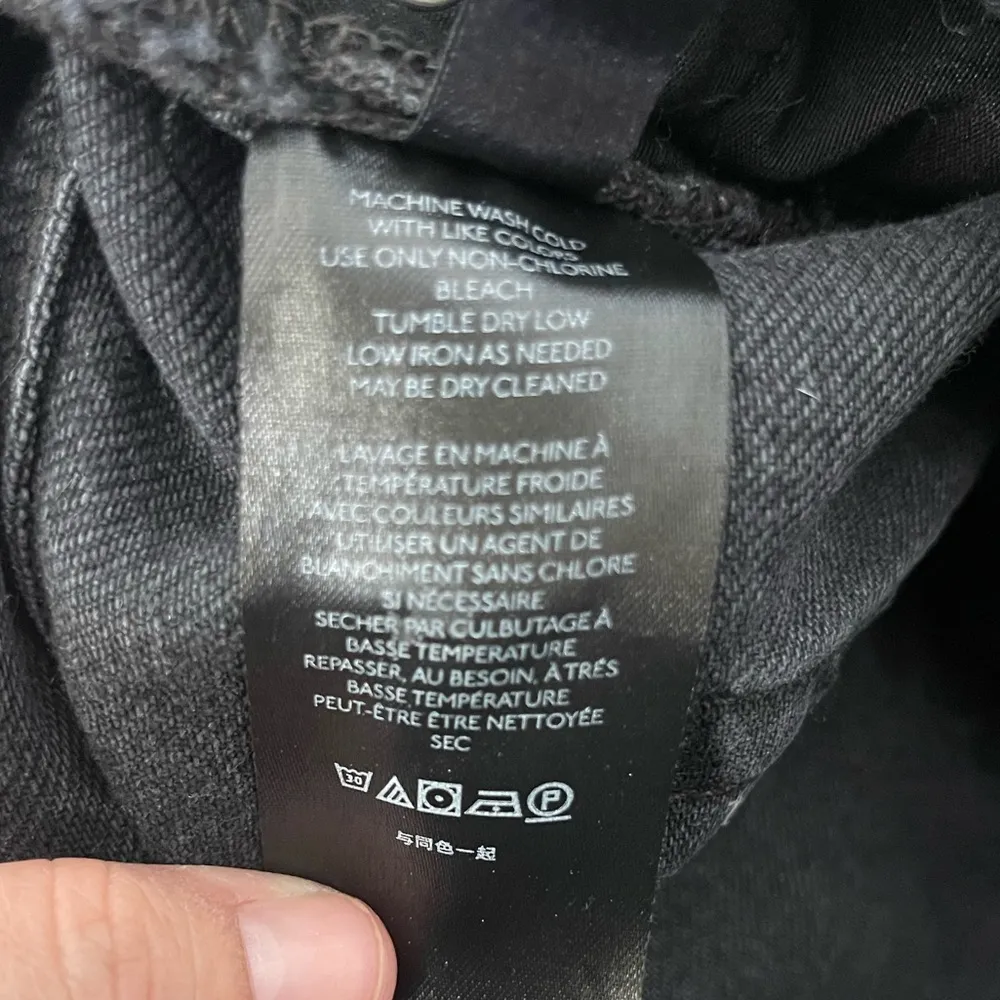 MACHINE WASH COLD
WITH LIKE COLORS
USE ONLY NON-CHLORINE
BLEACH
TUMBLE DRY LOW
LOW IRON AS NEEDED
MAY BE DRY CLEANED
LAVAGE EN MACHINE À
TEMPÉRATURE FROIDE
AVEC COULEURS SIMILAIRES
UTILISER UN AGENT DE
BLANCHIMENT SANS CHLORE
SI NÉCESSAIRE
SECHER PAR CULBUTAGE À
BASSE TEMPERATURE
REPASSER, AU BESOIN, À TRÉS
BASSE TEMPÉRATURE
PEUT-ÊTRE ÊTRE NETTOYÉE
SEC
30 P
与同色一起